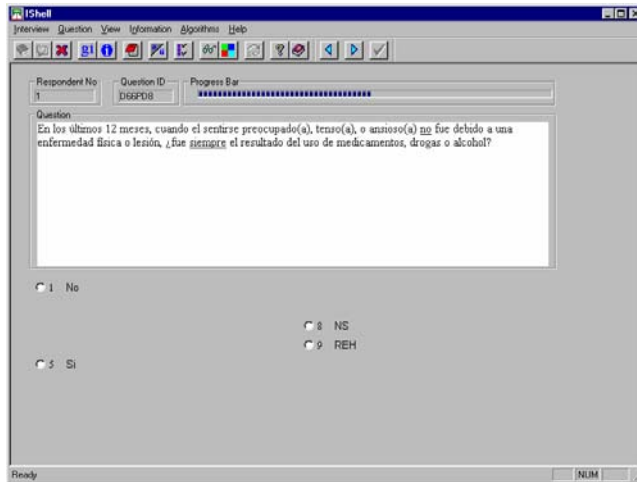 IShell
Interview Question View Information Algorithms Help
Respondent No
1
Question ID
D66PD8
Progress Bar
Question
En los últimos 12 meses, cuando el sentirse preocupado(a), tenso(a), o ansioso(a) no fue debido a una
enfermedad física o lesión, ¿fue siempre el resultado del uso de medicamentos, drogas o alcohol?
1 No
8 NS
9 REH
5 Si
Ready
NUM